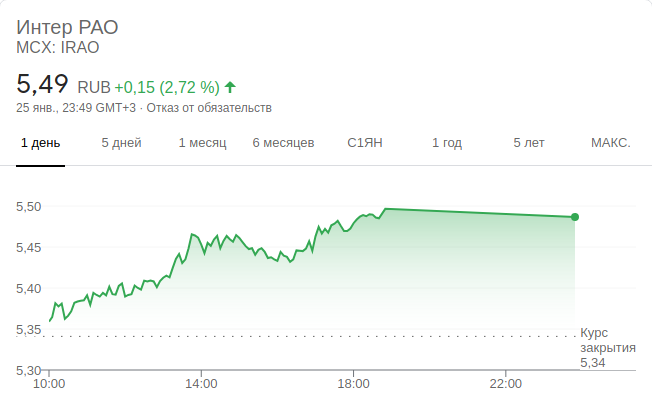 Интер РАО
MCX: IRAO
5,49 RUB +0,15 (2,72 %)
25 янв., 23:49 GMT+3 · Отказ от обязательств
1 день 5 дней 1 месяц 6 месяцев С1ЯН 1 год 5 лет МАКС.
5,50
5,45
5,40
5,35
5,30
Курс
закрытия
5,34
10:00 14:00 18:00 22:00